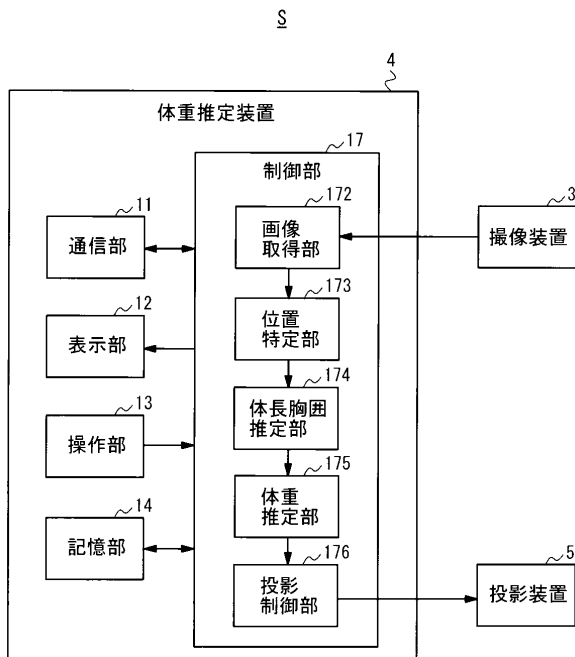 S
4
体重推定装置
17
制御部
11
通信部
12
表示部
13
操作部
14
記憶部
172
画像
取得部
173
位置
特定部
174
体長胸囲
推定部
175
体重
推定部
176
投影
制御部
3
撮像装置
5
投影装置